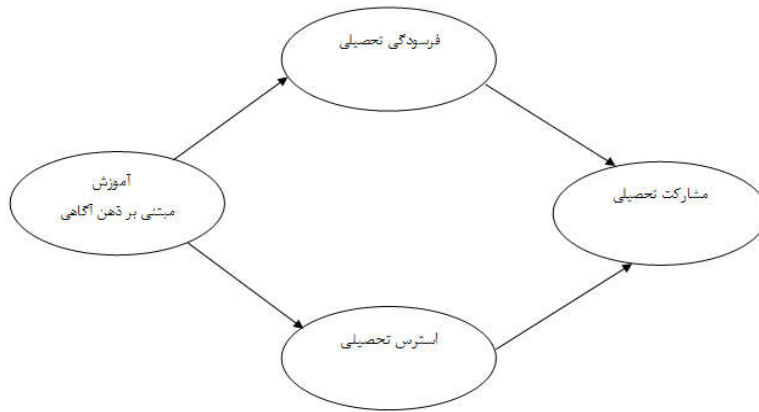 فرسودگی تحصیلی
آموزش
مبتنی بر ذهن آگاهی
مشارکت تحصیلی
استرس تحصیلی